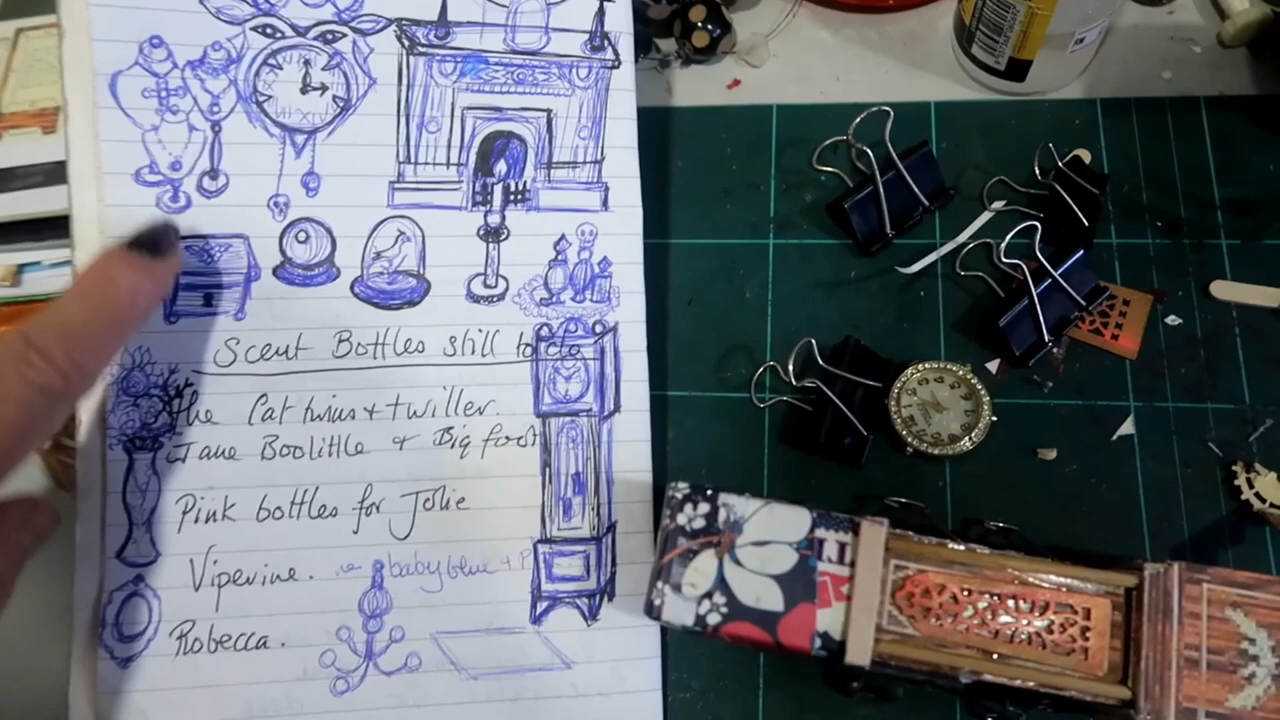 Scent Bottles still to do
the Cat twins + twiller.
Jane Boolittle & Big foot
Pink bottles for Jolie
Viperine. baby blue + P
Robecca.